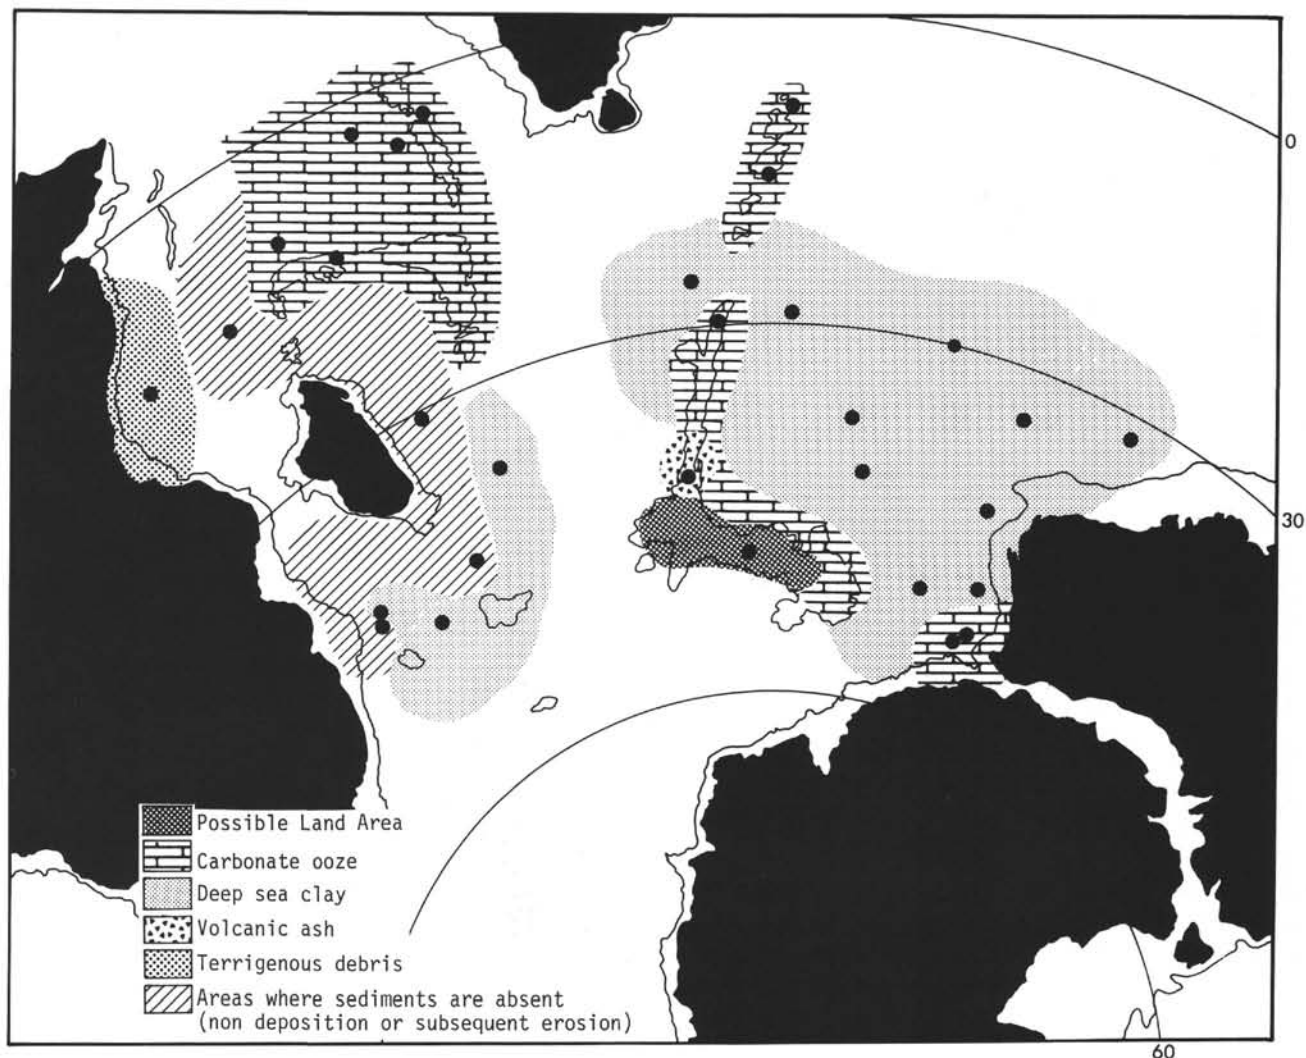 0
30
Possible Land Area
Carbonate ooze
Deep sea clay
Volcanic ash
Terrigenous debris
Areas where sediments are absent
(non deposition or subsequent erosion)
60